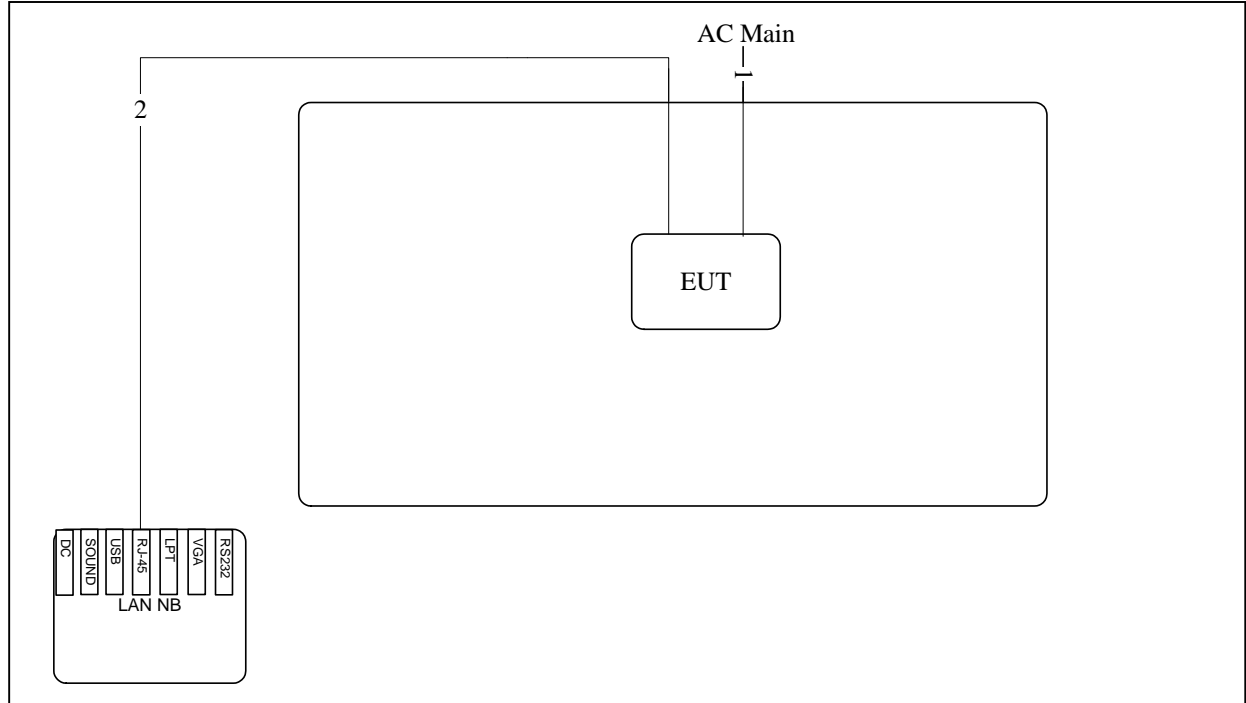 AC Main
1
2
EUT
DC
SOUND
USB
RJ-45
LPT
VGA
RS232
LAN NB